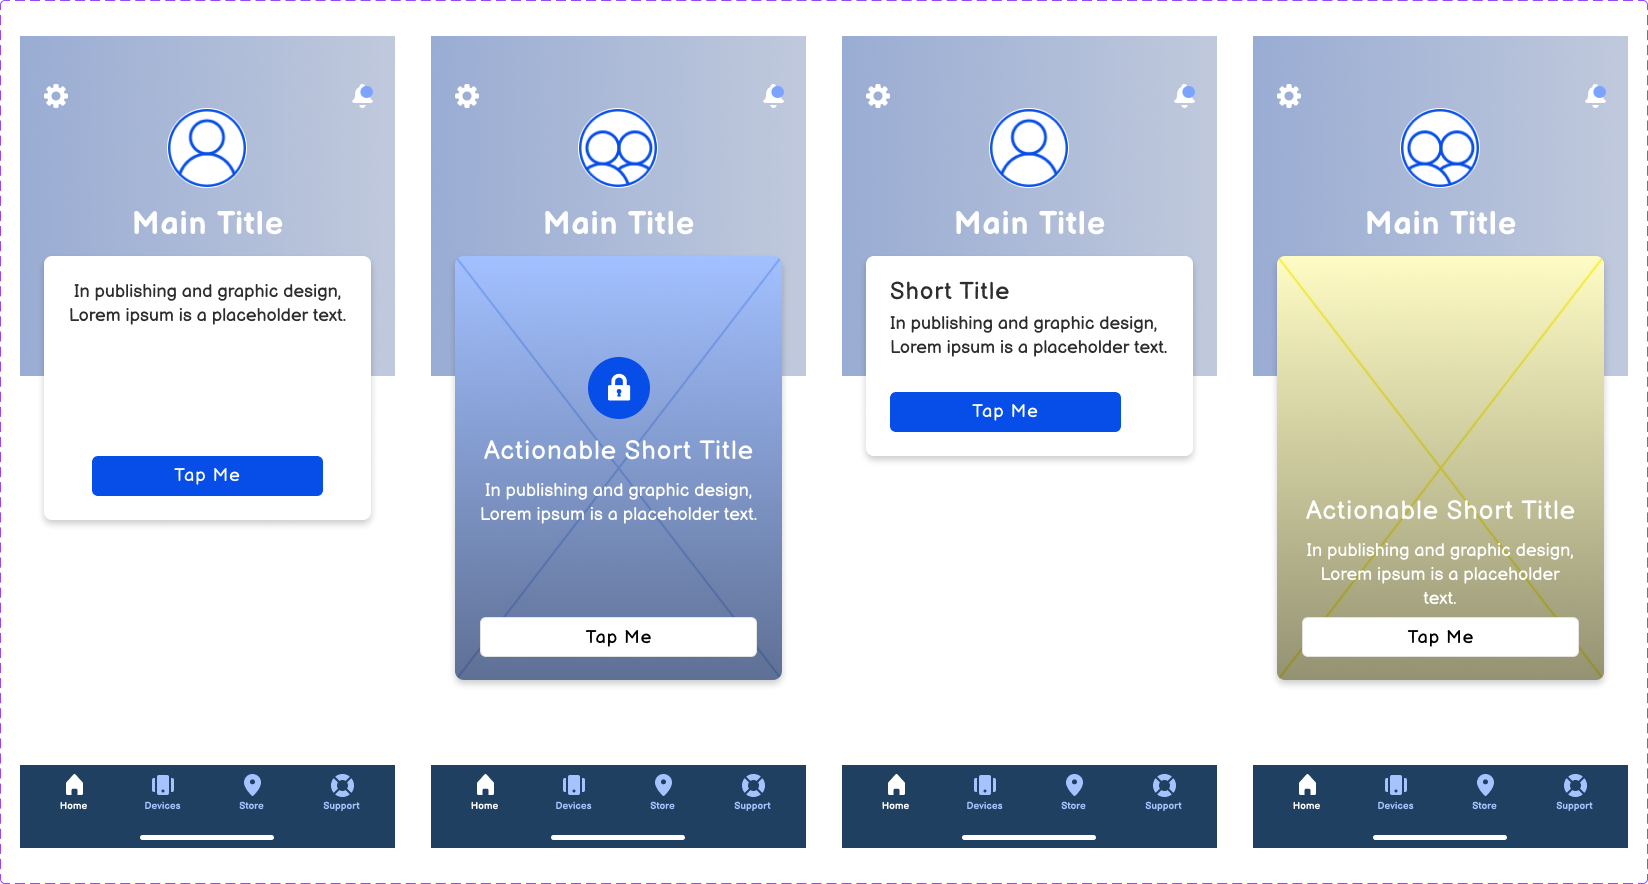 Main Title
In publishing and graphic design,
Lorem ipsum is a placeholder text.
Tap Me
Home
Devices
Store
Support
Main Title
Actionable Short Title
In publishing and graphic design,
Lorem ipsum is a placeholder text.
Tap Me
Home
Devices
Store
Support
Main Title
Short Title
In publishing and graphic design,
Lorem ipsum is a placeholder text.
Tap Me
Home
Devices
Store
Support
Main Title
Actionable Short Title
In publishing and graphic design,
Lorem ipsum is a placeholder
text.
Tap Me
Home
Devices
Store
Support